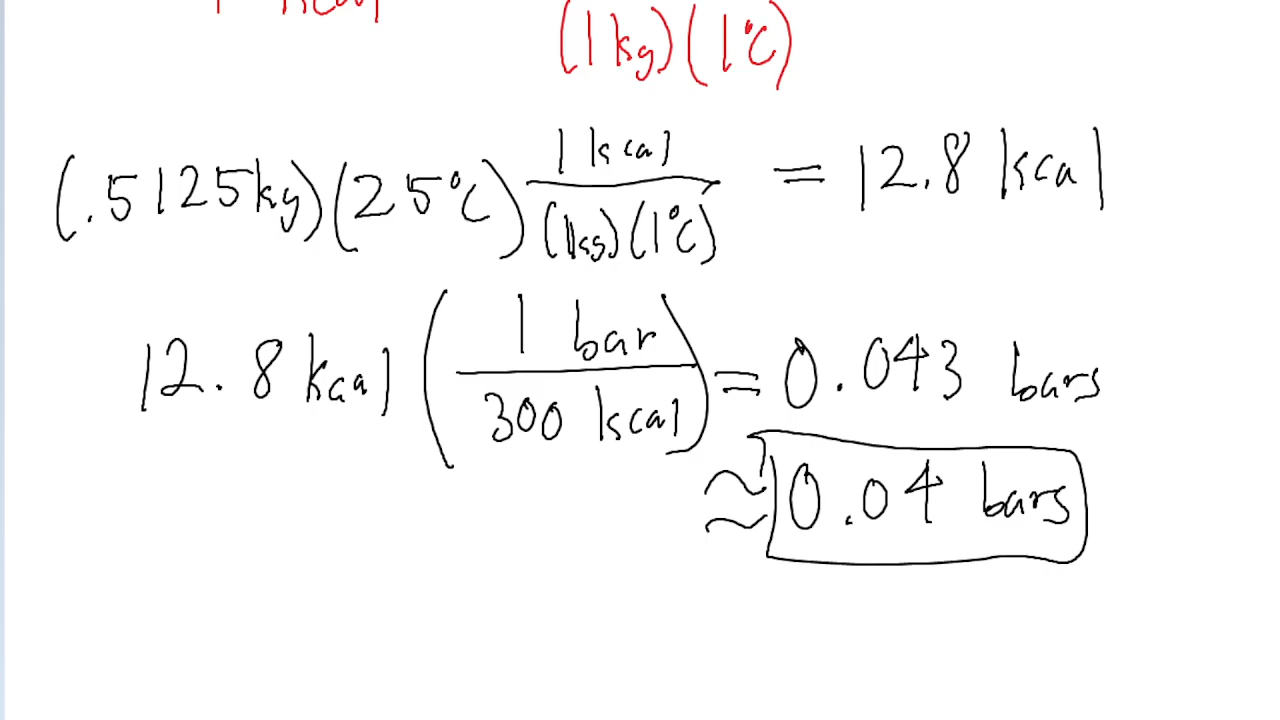 (1kg)(1°C)
(.5125kg)(25°C) 1 kcal / (1kg)(1°C) = 12.8 kcal
12.8 kcal (1 bar / 300 kcal) = 0.043 bars
≈ 0.04 bars